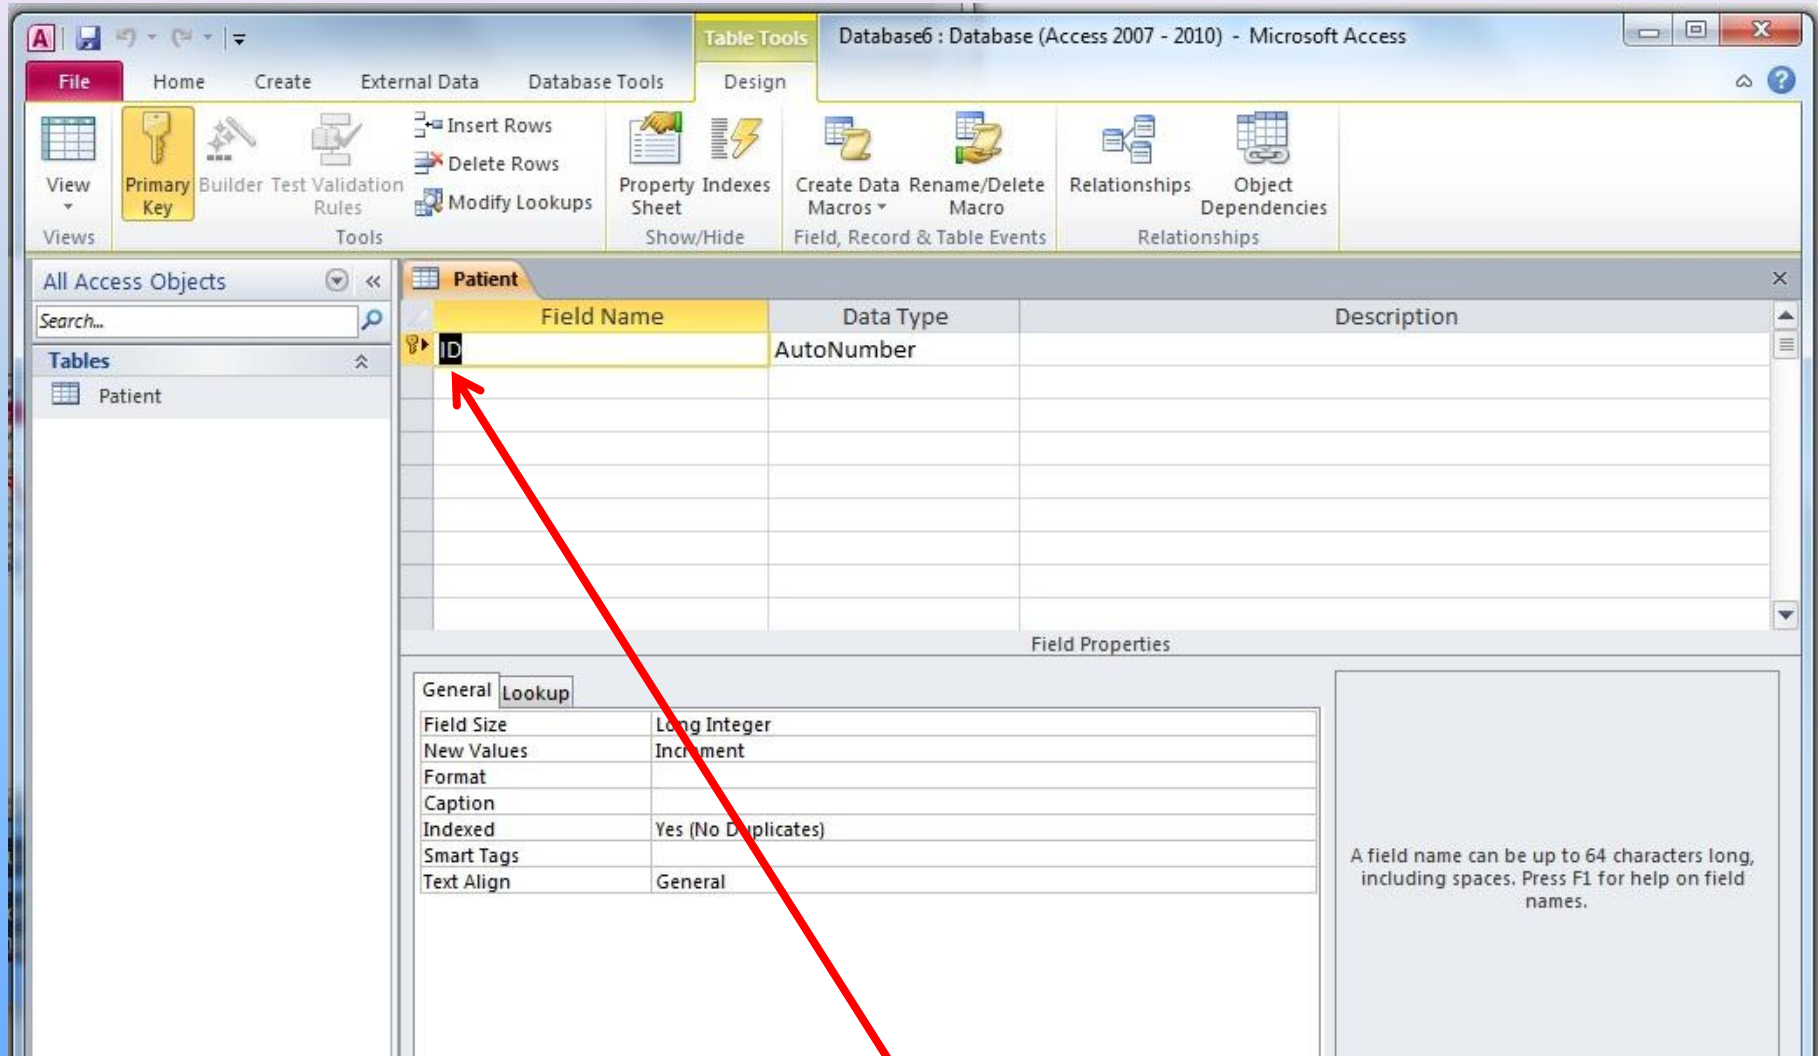 Table Tools
Database6 : Database (Access 2007 - 2010) - Microsoft Access
File Home Create External Data Database Tools Design
View
Primary Key
Builder
Test Validation Rules
Insert Rows
Delete Rows
Modify Lookups
Property Sheet
Indexes
Create Data Macros
Rename/Delete Macro
Relationships
Object Dependencies
Views Tools Show/Hide Field, Record & Table Events Relationships
All Access Objects
Search...
Tables
Patient
Patient
Field Name Data Type Description
ID AutoNumber
Field Properties
General Lookup
Field Size Long Integer
New Values Increment
Format
Caption
Indexed Yes (No Duplicates)
Smart Tags
Text Align General
A field name can be up to 64 characters long,
including spaces. Press F1 for help on field
names.